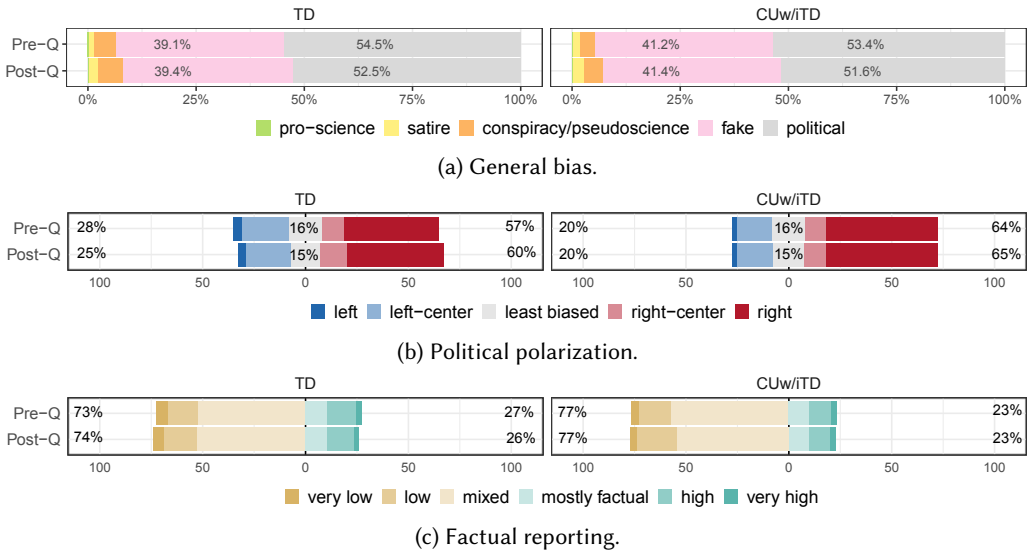 TD CUw/iTD
Pre−Q 39.1% 54.5% 41.2% 53.4%
Post−Q 39.4% 52.5% 41.4% 51.6%
0% 25% 50% 75% 100% 0% 25% 50% 75% 100%
pro−science satire conspiracy/pseudoscience fake political
(a) General bias.
TD CUw/iTD
Pre−Q 28% 16% 57% 20% 16% 64%
Post−Q 25% 15% 60% 20% 15% 65%
100 50 0 50 100 100 50 0 50 100
left left−center least biased right−center right
(b) Political polarization.
TD CUw/iTD
Pre−Q 73% 27% 77% 23%
Post−Q 74% 26% 77% 23%
100 50 0 50 100 100 50 0 50 100
very low low mixed mostly factual high very high
(c) Factual reporting.